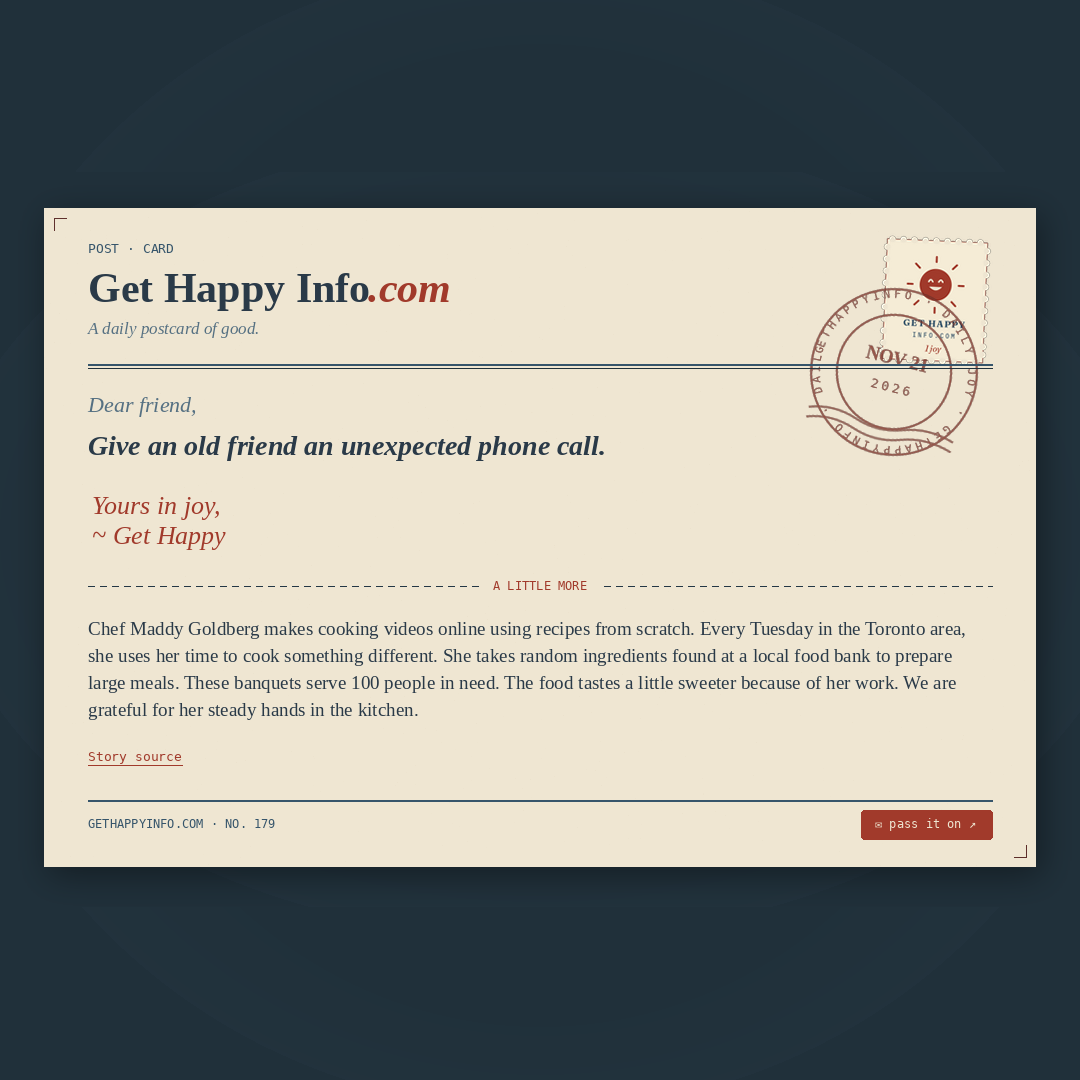 POST · CARD
Get Happy Info.com
A daily postcard of good.
GET HAPPY
INFO.COM
1 joy
GETHAPPYINFO · DAILY JOY · GETHAPPYINFO · DAIL
NOV 21
2026
Dear friend,
Give an old friend an unexpected phone call.
Yours in joy,
~ Get Happy
A LITTLE MORE
Chef Maddy Goldberg makes cooking videos online using recipes from scratch. Every Tuesday in the Toronto area,
she uses her time to cook something different. She takes random ingredients found at a local food bank to prepare
large meals. These banquets serve 100 people in need. The food tastes a little sweeter because of her work. We are
grateful for her steady hands in the kitchen.
Story source
GETHAPPYINFO.COM · NO. 179
✉ pass it on ↗